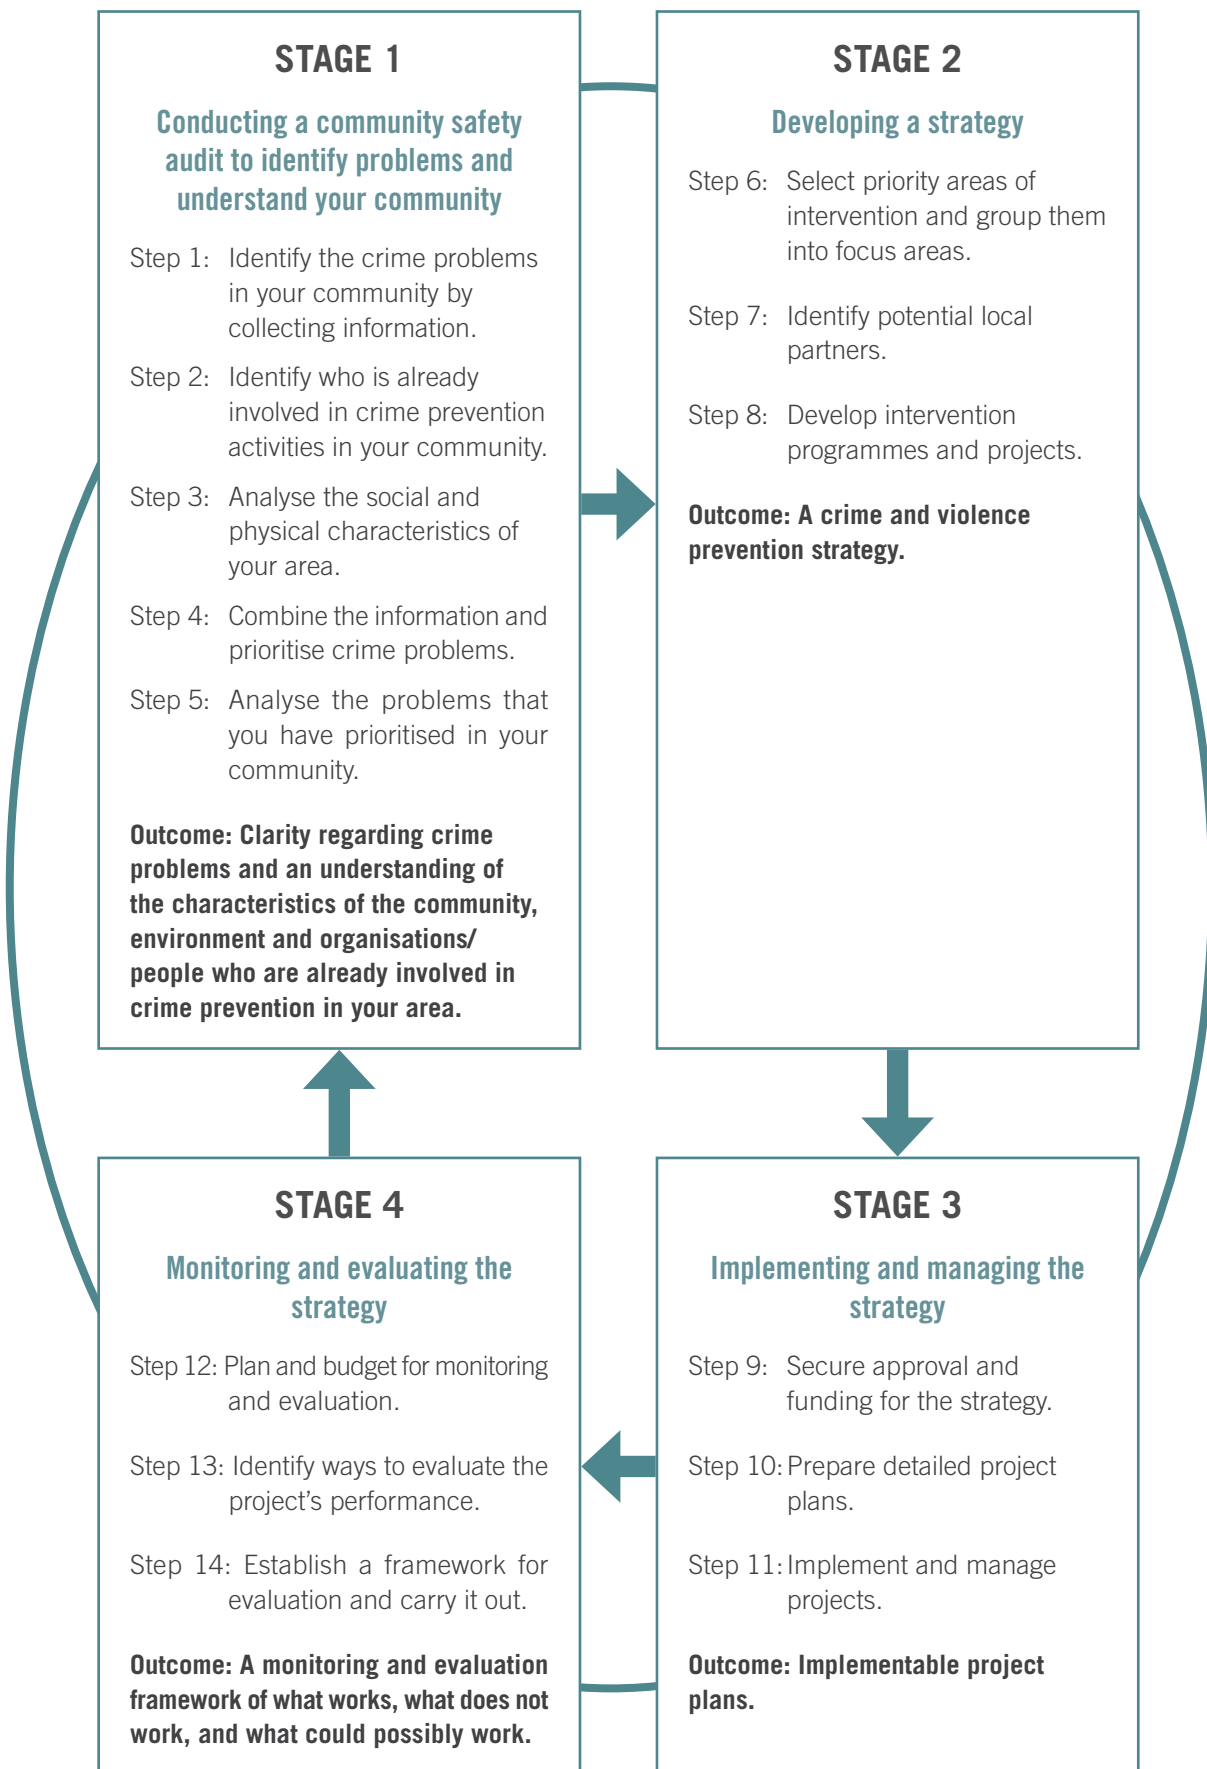 STAGE 1
Conducting a community safety
audit to identify problems and
understand your community
Step 1: Identify the crime problems
in your community by
collecting information.
Step 2: Identify who is already
involved in crime prevention
activities in your community.
Step 3: Analyse the social and
physical characteristics of
your area.
Step 4: Combine the information and
prioritise crime problems.
Step 5: Analyse the problems that
you have prioritised in your
community.
Outcome: Clarity regarding crime
problems and an understanding of
the characteristics of the community,
environment and organisations/
people who are already involved in
crime prevention in your area.
STAGE 2
Developing a strategy
Step 6: Select priority areas of
intervention and group them
into focus areas.
Step 7: Identify potential local
partners.
Step 8: Develop intervention
programmes and projects.
Outcome: A crime and violence
prevention strategy.
STAGE 3
Implementing and managing the
strategy
Step 9: Secure approval and
funding for the strategy.
Step 10: Prepare detailed project
plans.
Step 11: Implement and manage
projects.
Outcome: Implementable project
plans.
STAGE 4
Monitoring and evaluating the
strategy
Step 12: Plan and budget for monitoring
and evaluation.
Step 13: Identify ways to evaluate the
project’s performance.
Step 14: Establish a framework for
evaluation and carry it out.
Outcome: A monitoring and evaluation
framework of what works, what does not
work, and what could possibly work.